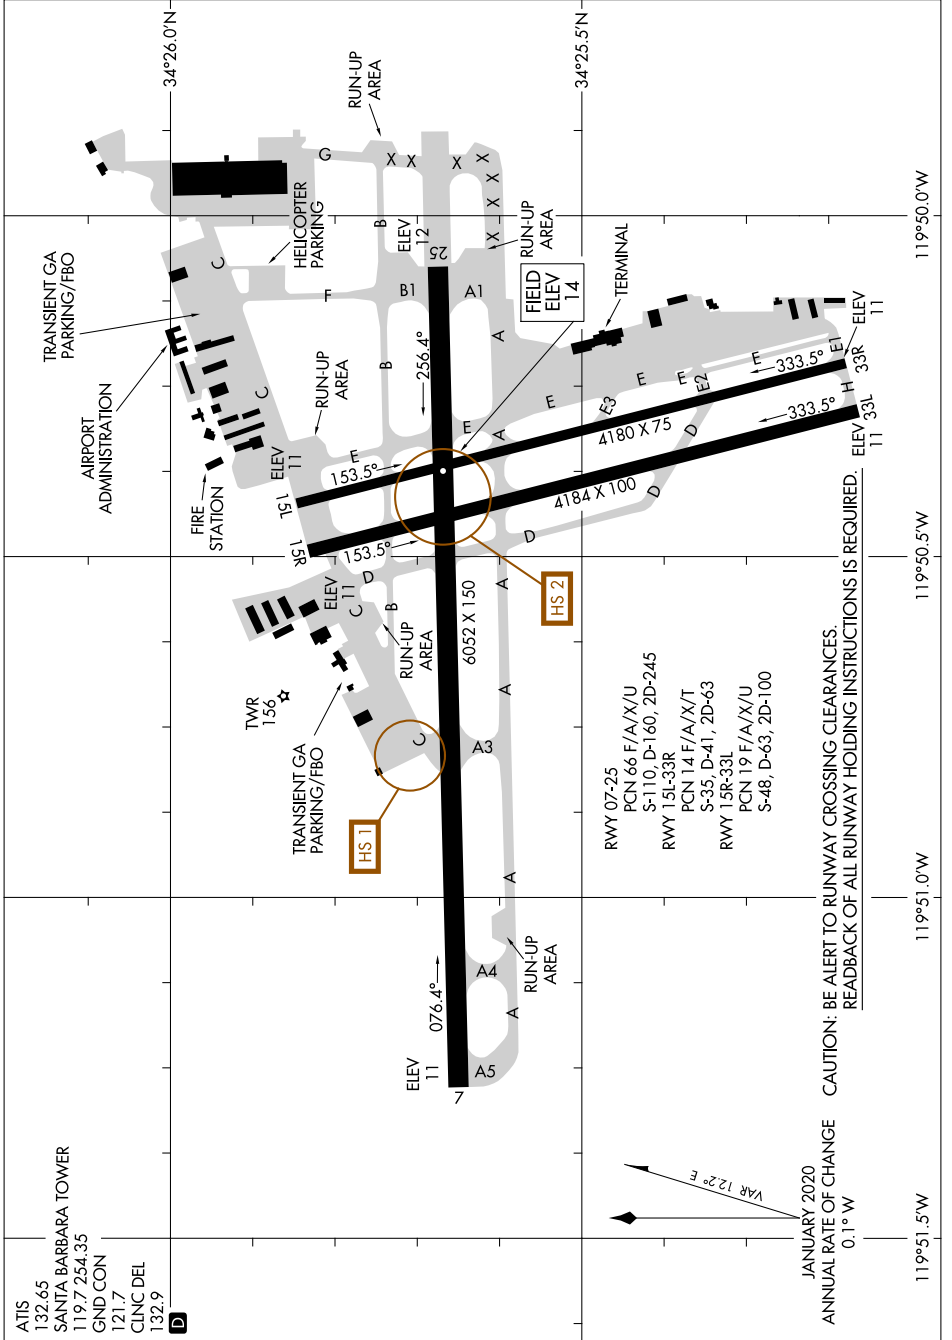 ATIS
132.65
SANTA BARBARA TOWER
119.7 254.35
GND CON
121.7
CLNC DEL
132.9
D
34°26.0'N
34°25.5'N
119°50.0'W
119°50.5'W
119°51.0'W
119°51.5'W
TRANSIENT GA
PARKING/FBO
AIRPORT
ADMINISTRATION
FIRE
STATION
HELICOPTER
PARKING
RUN-UP
AREA
G
X
X
X
X
X
X
X
C
B
ELEV
12
25
F
B1
A1
RUN-UP
AREA
FIELD
ELEV
14
TERMINAL
A
C
RUN-UP
AREA
B
256.4°
E
A
E
E
E
E
E1
E2
E3
333.5°
ELEV
11
33R
H
333.5°
33L
ELEV
11
4180 X 75
4184 X 100
D
D
D
ELEV
11
15L
E
153.5°
15R
153.5°
ELEV
11
D
C
B
RUN-UP
AREA
6052 X 150
A
HS 2
TWR
156
TRANSIENT GA
PARKING/FBO
HS 1
C
A
A3
A
RUN-UP
AREA
A4
A
A5
076.4°
ELEV
11
7
RWY 07-25
PCN 66 F/A/X/U
S-110, D-160, 2D-245
RWY 15L-33R
PCN 14 F/A/X/T
S-35, D-41, 2D-63
RWY 15R-33L
PCN 19 F/A/X/U
S-48, D-63, 2D-100
CAUTION: BE ALERT TO RUNWAY CROSSING CLEARANCES.
READBACK OF ALL RUNWAY HOLDING INSTRUCTIONS IS REQUIRED.
VAR 12.2° E
JANUARY 2020
ANNUAL RATE OF CHANGE
0.1° W